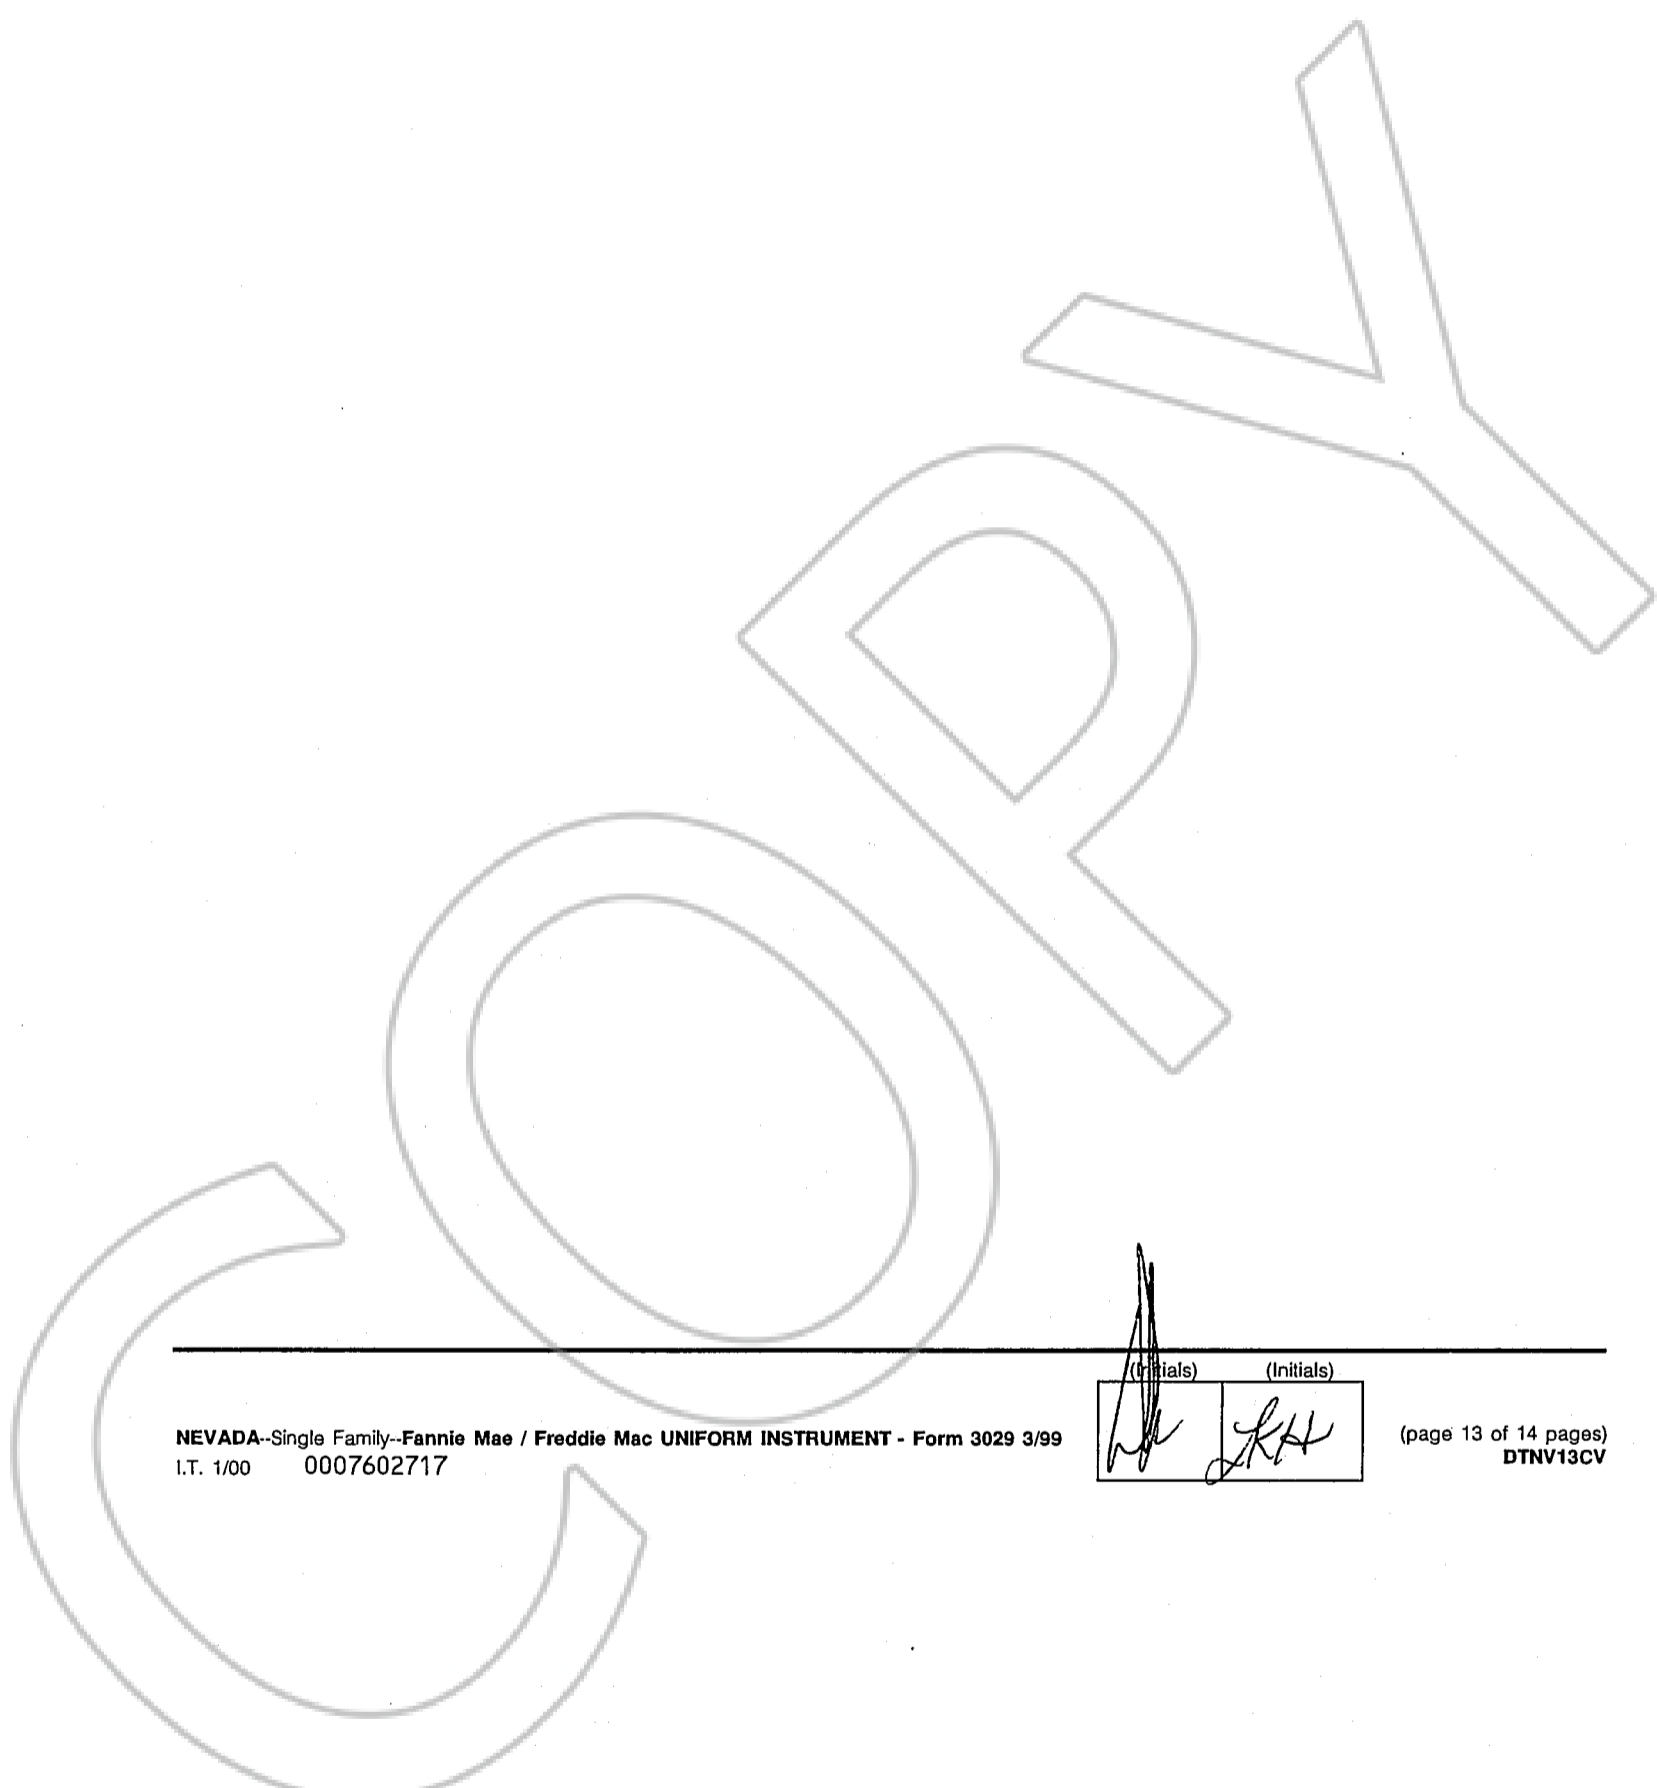 COPY
(Initials) (Initials)
NEVADA--Single Family--Fannie Mae / Freddie Mac UNIFORM INSTRUMENT - Form 3029 3/99
I.T. 1/00 0007602717
KH
(page 13 of 14 pages)
DTNV13CV